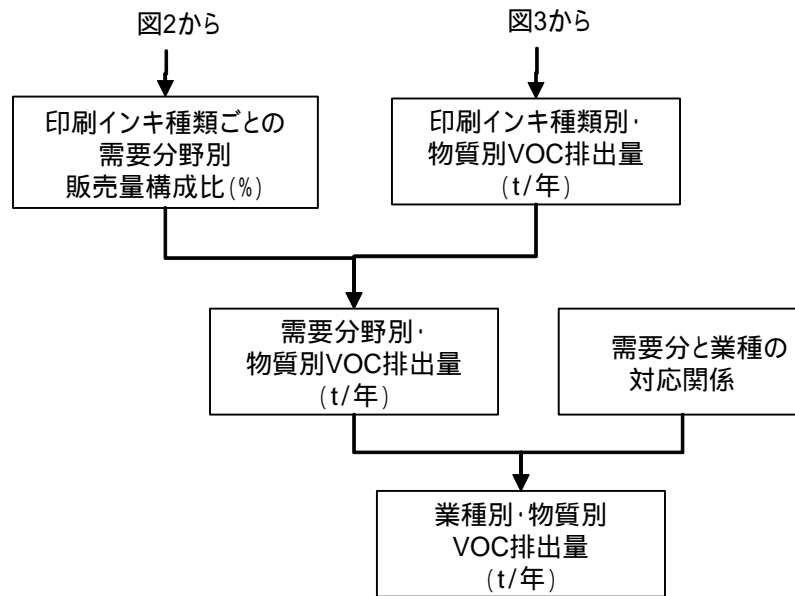 図2から
図3から
印刷インキ種類ごとの
需要分野別
販売量構成比(%)
印刷インキ種類別・
物質別VOC排出量
(t/年)
需要分野別・
物質別VOC排出量
(t/年)
需要分と業種の
対応関係
業種別・物質別
VOC排出量
(t/年)